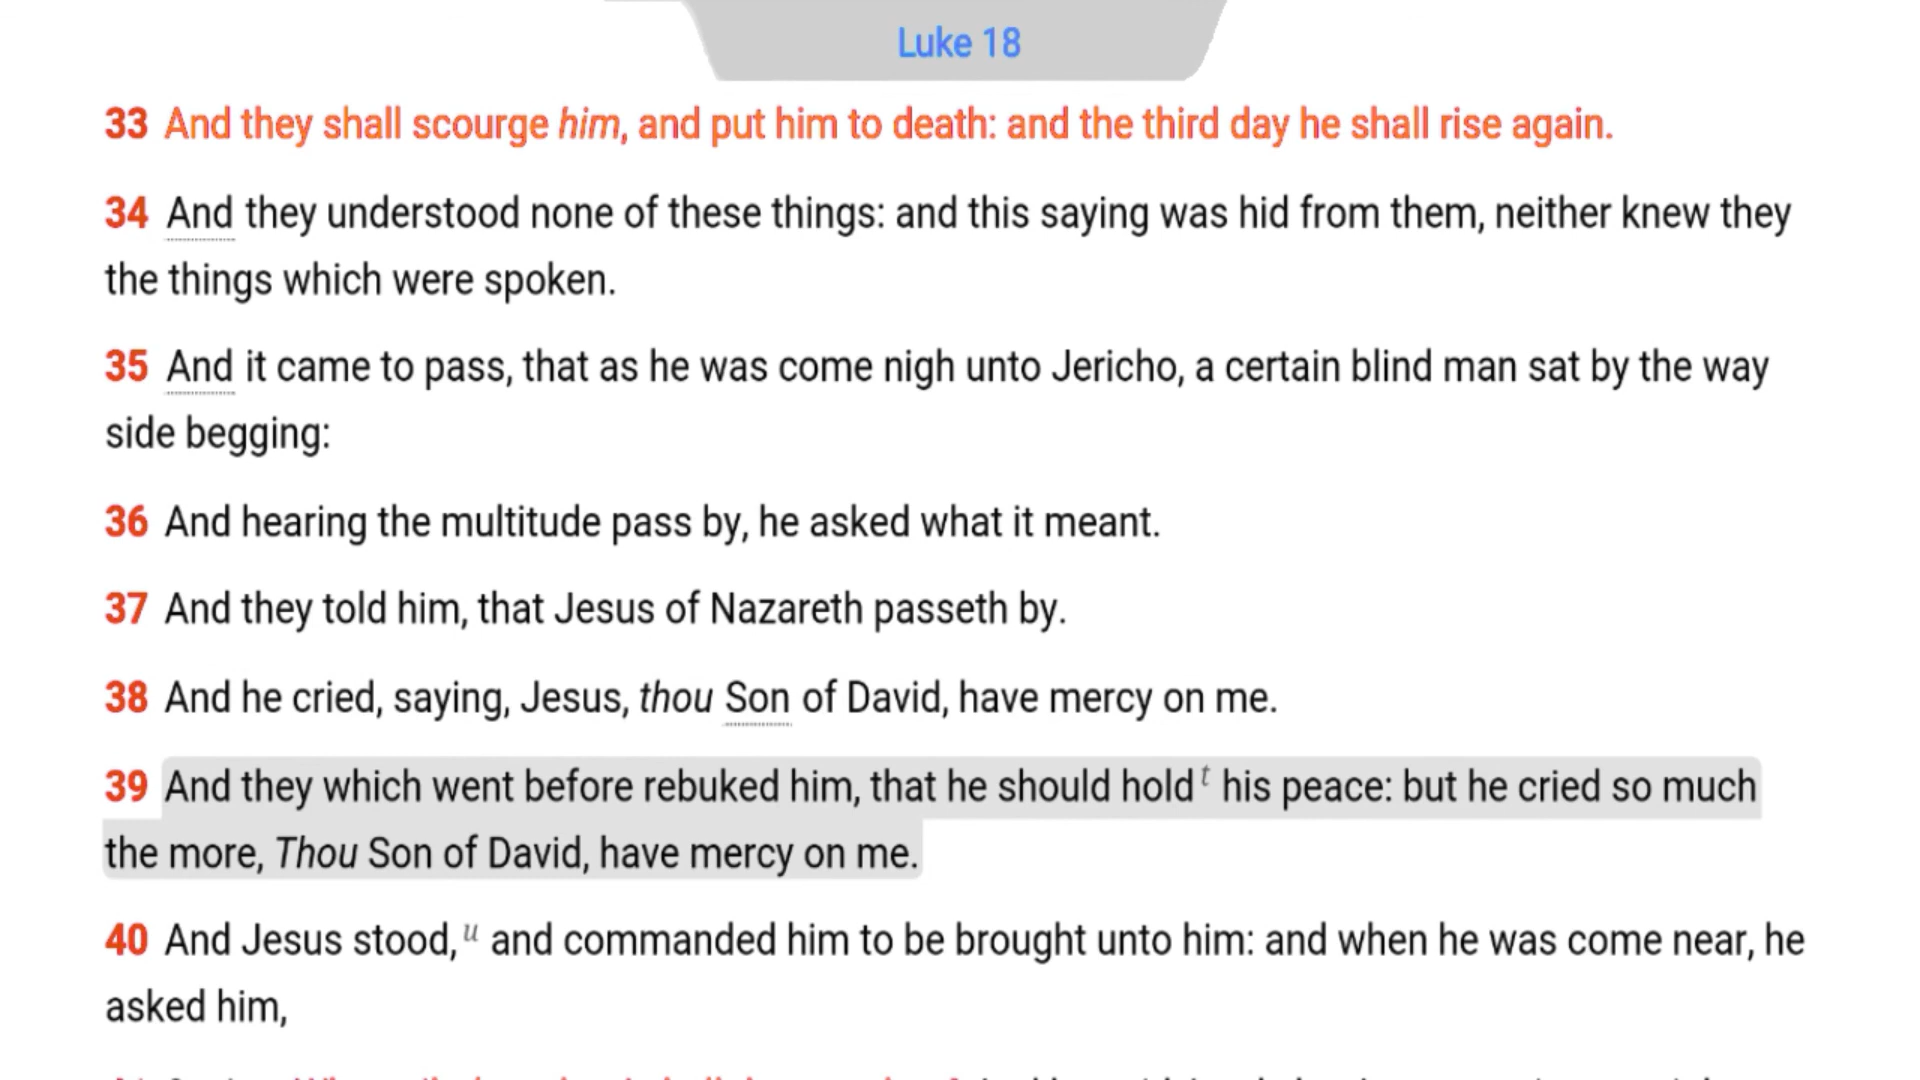 Luke 18
33 And they shall scourge him, and put him to death: and the third day he shall rise again.
34 And they understood none of these things: and this saying was hid from them, neither knew they
the things which were spoken.
35 And it came to pass, that as he was come nigh unto Jericho, a certain blind man sat by the way
side begging:
36 And hearing the multitude pass by, he asked what it meant.
37 And they told him, that Jesus of Nazareth passeth by.
38 And he cried, saying, Jesus, thou Son of David, have mercy on me.
39 And they which went before rebuked him, that he should hold t his peace: but he cried so much
the more, Thou Son of David, have mercy on me.
40 And Jesus stood, u and commanded him to be brought unto him: and when he was come near, he
asked him,